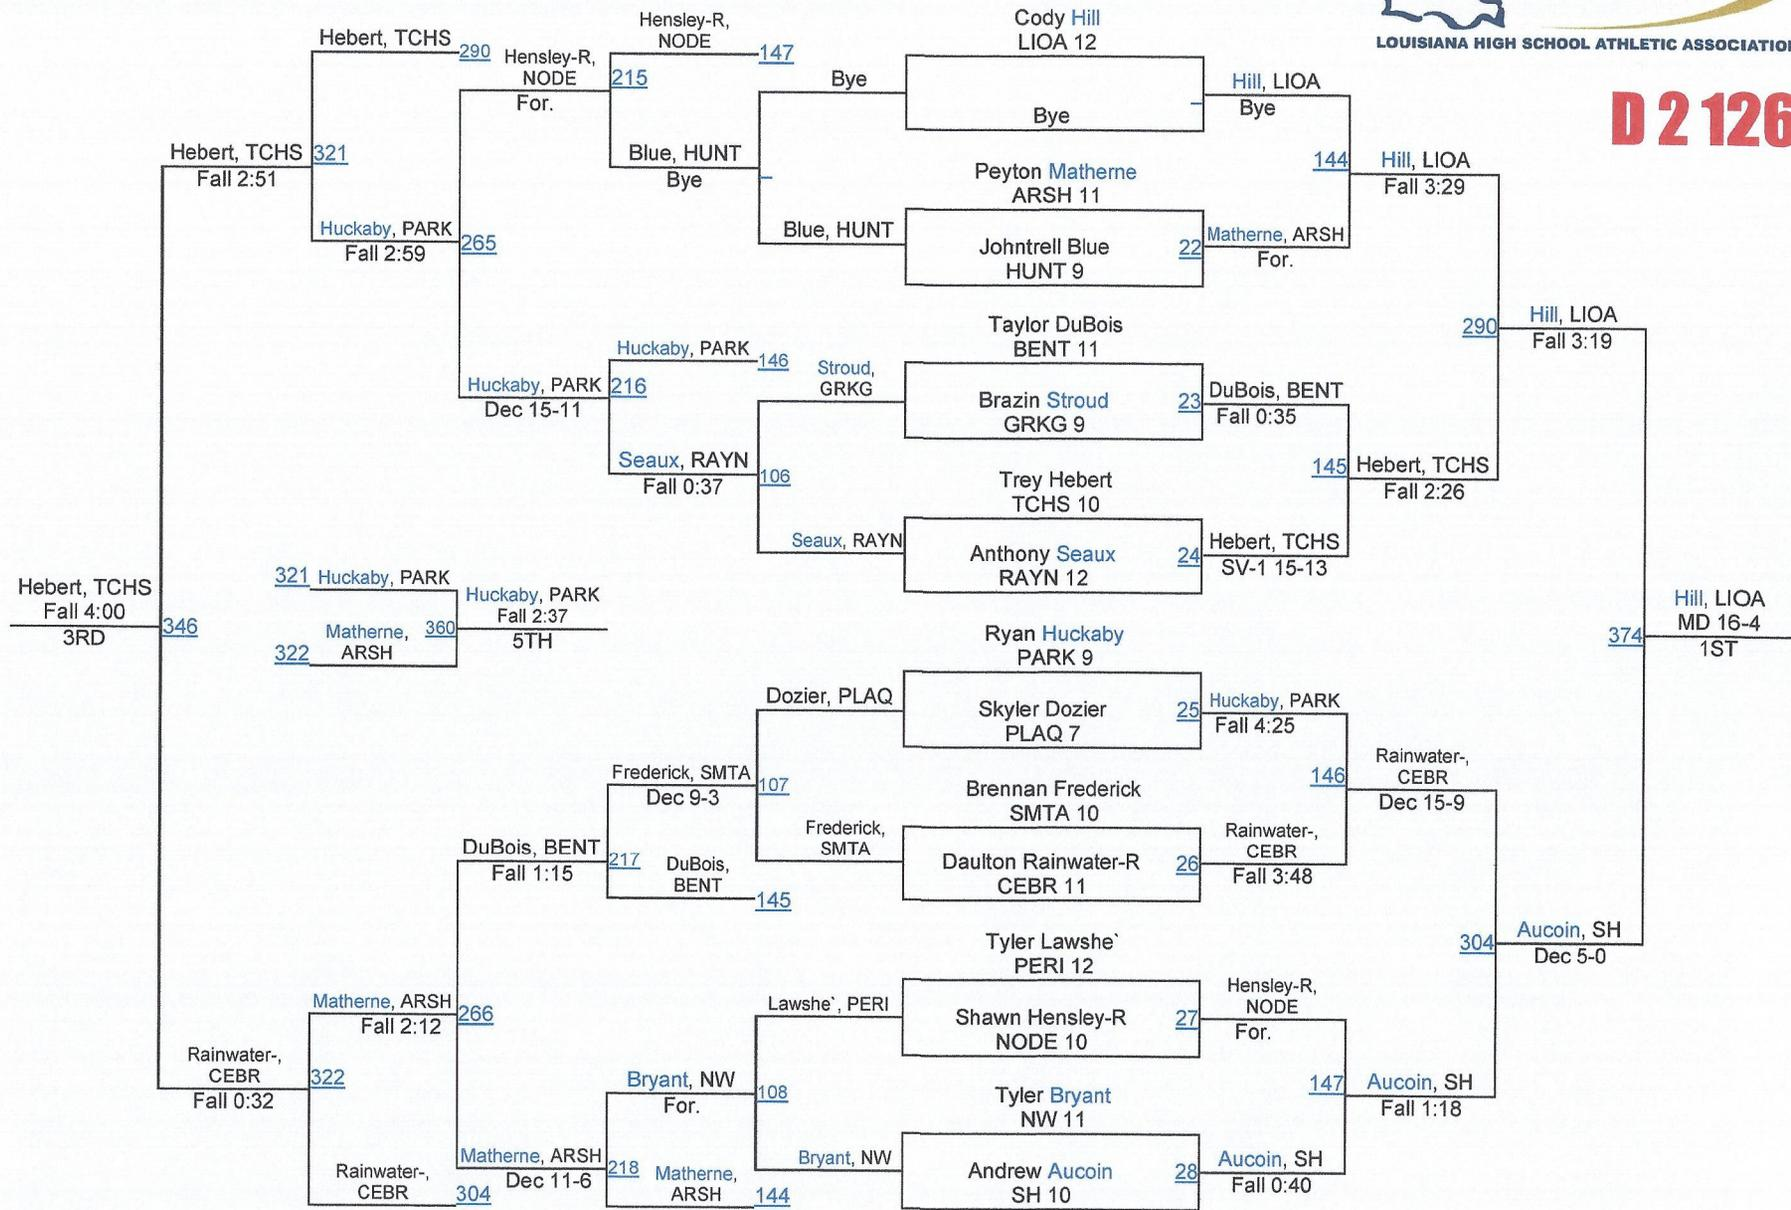 LOUISIANA HIGH SCHOOL ATHLETIC ASSOCIATION
D 2 126
Hebert, TCHS
290
Hebert, TCHS
Fall 2:51
321
Huckaby, PARK
Fall 2:59
265
Hensley-R,
NODE
For.
215
Hensley-R,
NODE
147
Blue, HUNT
Bye
Bye
Blue, HUNT
Huckaby, PARK
Dec 15-11
216
Huckaby, PARK
146
Seaux, RAYN
Fall 0:37
106
Stroud,
GRKG
Seaux, RAYN
Hebert, TCHS
Fall 4:00
3RD
346
321
Huckaby, PARK
322
Matherne,
ARSH
360
Huckaby, PARK
Fall 2:37
5TH
Dozier, PLAQ
Frederick, SMTA
Dec 9-3
107
Frederick,
SMTA
DuBois, BENT
Fall 1:15
217
DuBois,
BENT
145
Matherne, ARSH
Fall 2:12
266
Rainwater-,
CEBR
Fall 0:32
322
Rainwater-,
CEBR
304
Lawshe`, PERI
Bryant, NW
For.
108
Bryant, NW
Matherne, ARSH
Dec 11-6
218
Matherne,
ARSH
144
Cody Hill
LIOA 12
Bye
Peyton Matherne
ARSH 11
Johntrell Blue
HUNT 9
22
Taylor DuBois
BENT 11
Brazin Stroud
GRKG 9
23
Trey Hebert
TCHS 10
Anthony Seaux
RAYN 12
24
Ryan Huckaby
PARK 9
Skyler Dozier
PLAQ 7
25
Brennan Frederick
SMTA 10
Daulton Rainwater-R
CEBR 11
26
Tyler Lawshe`
PERI 12
Shawn Hensley-R
NODE 10
27
Tyler Bryant
NW 11
Andrew Aucoin
SH 10
28
Hill, LIOA
Bye
144
Matherne, ARSH
For.
Hill, LIOA
Fall 3:29
DuBois, BENT
Fall 0:35
145
Hebert, TCHS
SV-1 15-13
Hebert, TCHS
Fall 2:26
290
Hill, LIOA
Fall 3:19
Huckaby, PARK
Fall 4:25
146
Rainwater-,
CEBR
Fall 3:48
Rainwater-,
CEBR
Dec 15-9
Hensley-R,
NODE
For.
147
Aucoin, SH
Fall 0:40
Aucoin, SH
Fall 1:18
304
Aucoin, SH
Dec 5-0
374
Hill, LIOA
MD 16-4
1ST